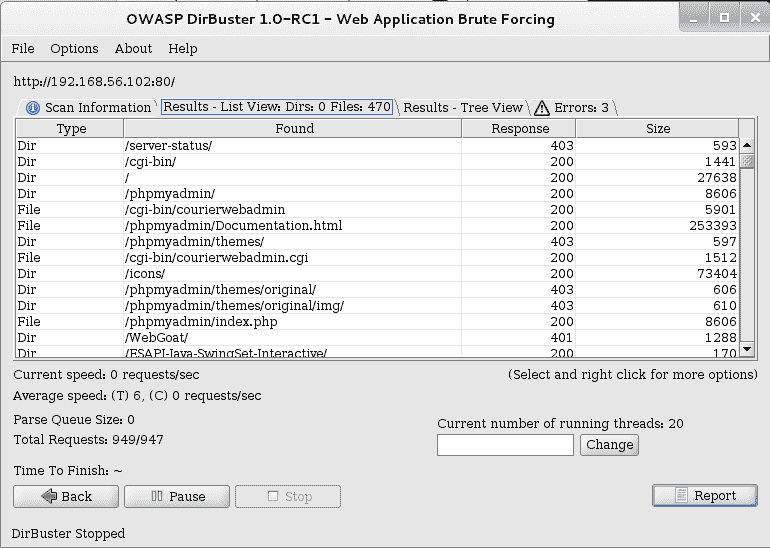 OWASP DirBuster 1.0-RC1 - Web Application Brute Forcing
File Options About Help
http://192.168.56.102:80/
Scan Information Results - List View: Dirs: 0 Files: 470 Results - Tree View Errors: 3
Type Found Response Size
Dir /server-status/ 403 593
Dir /cgi-bin/ 200 1441
Dir / 200 27638
Dir /phpmyadmin/ 200 8606
File /cgi-bin/courierwebadmin 200 5901
File /phpmyadmin/Documentation.html 200 253393
Dir /phpmyadmin/themes/ 403 597
File /cgi-bin/courierwebadmin.cgi 200 1512
Dir /icons/ 200 73404
Dir /phpmyadmin/themes/original/ 403 606
Dir /phpmyadmin/themes/original/img/ 403 610
File /phpmyadmin/index.php 200 8606
Dir /WebGoat/ 401 1288
Dir /ESAPI-Java-SwingSet-Interactive/ 200 170
Current speed: 0 requests/sec (Select and right click for more options)
Average speed: (T) 6, (C) 0 requests/sec
Parse Queue Size: 0 Current number of running threads: 20
Total Requests: 949/947 Change
Time To Finish: ~
Back Pause Stop Report
DirBuster Stopped